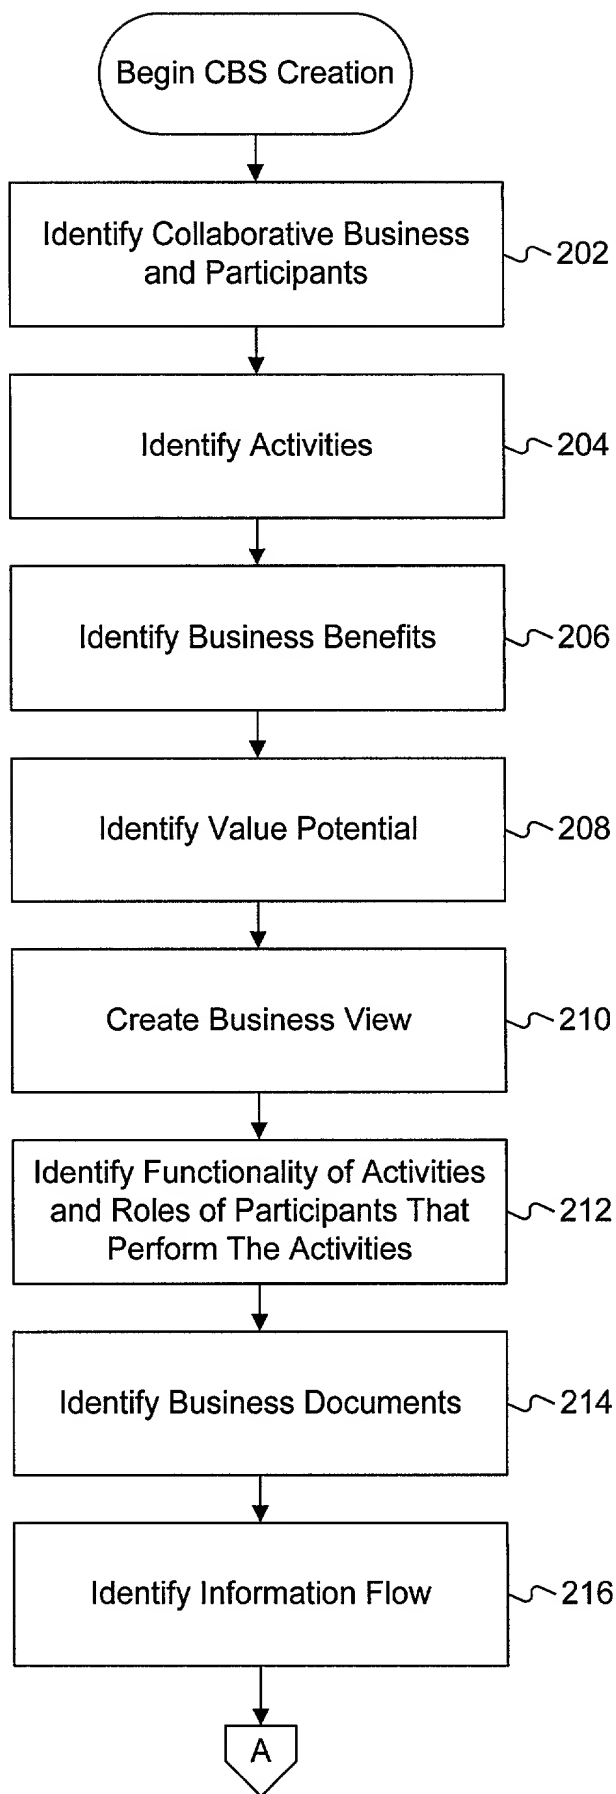 Begin CBS Creation
Identify Collaborative Business
and Participants
202
Identify Activities
204
Identify Business Benefits
206
Identify Value Potential
208
Create Business View
210
Identify Functionality of Activities
and Roles of Participants That
Perform The Activities
212
Identify Business Documents
214
Identify Information Flow
216
A